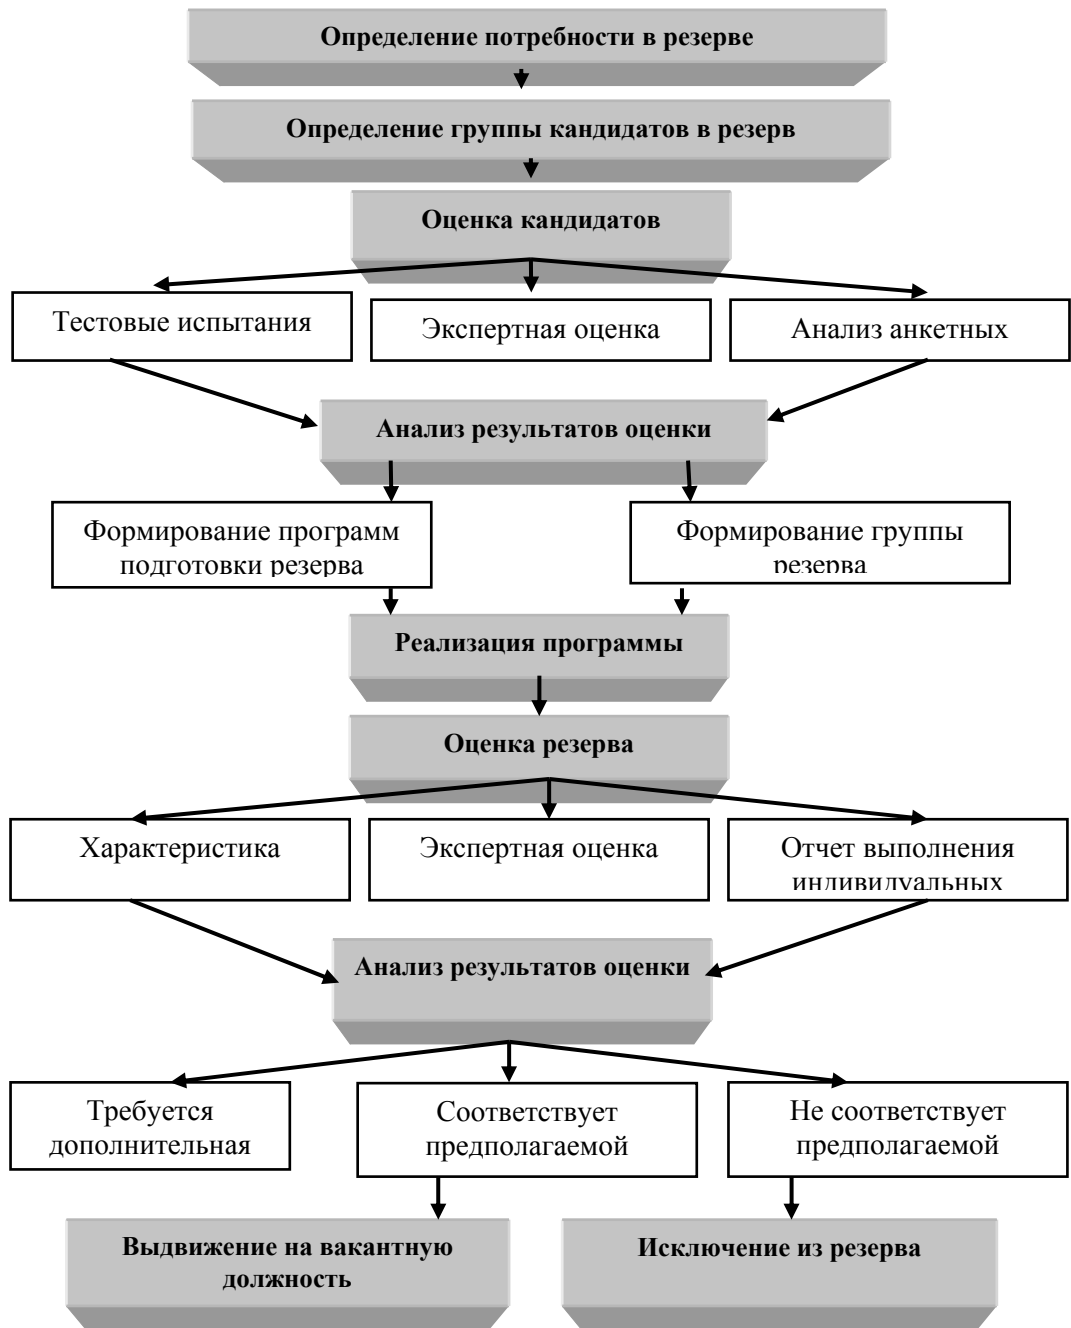 Определение потребности в резерве
Определение группы кандидатов в резерв
Оценка кандидатов
Тестовые испытания
Экспертная оценка
Анализ анкетных
Анализ результатов оценки
Формирование программ
подготовки резерва
Формирование группы
резерва
Реализация программы
Оценка резерва
Характеристика
Экспертная оценка
Отчет выполнения
индивидуальных
Анализ результатов оценки
Требуется
дополнительная
Соответствует
предполагаемой
Не соответствует
предполагаемой
Выдвижение на вакантную
должность
Исключение из резерва